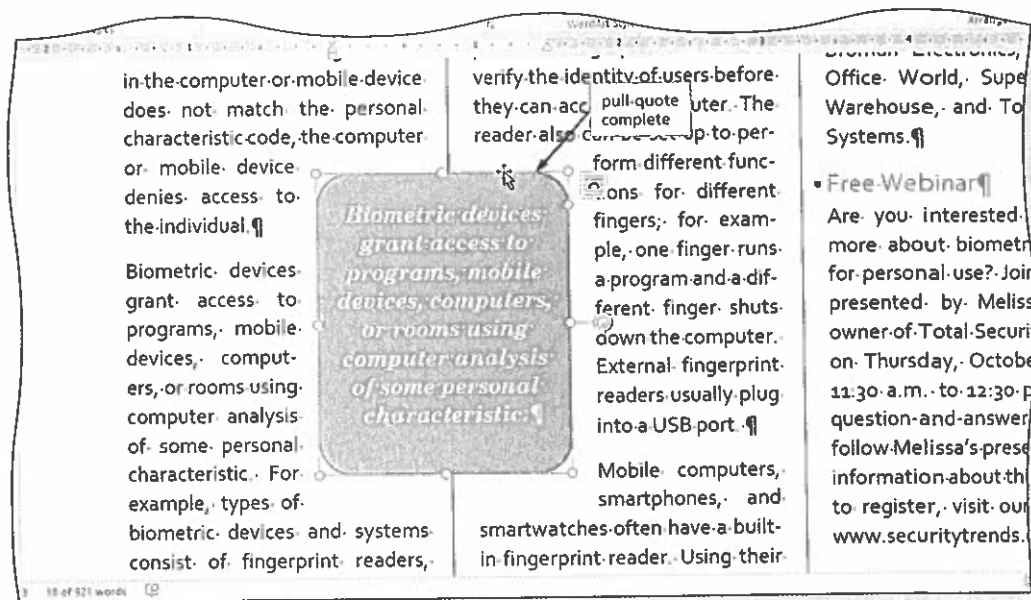 WordArt Styles
in the computer or mobile device
does not match the personal
characteristic code, the computer
or mobile device
denies access to
the individual.¶
Biometric devices
grant access to
programs, mobile
devices, comput-
ers, or rooms using
computer analysis
of some personal
characteristic. For
example, types of
biometric devices and systems
consist of fingerprint readers,
Biometric devices
grant access to
programs, mobile
devices, computers,
or rooms using
computer analysis
of some personal
characteristic.¶
verify the identity of users before
they can acc uter. The
reader also can be set up to per-
pull-quote
complete
form different func-
ons for different
fingers; for exam-
ple, one finger runs
a program and a dif-
ferent finger shuts
down the computer.
External fingerprint
readers usually plug
into a USB port. ¶
Mobile computers,
smartphones, and
smartwatches often have a built-
in fingerprint reader. Using their
Office World, Supe
Warehouse, and To
Systems.¶
Free Webinar¶
Are you interested
more about biometr
for personal use? Join
presented by Meliss
owner of Total Securi
on Thursday, Octobe
11:30 a.m. to 12:30 p
question-and-answer
follow Melissa's prese
information about th
to register, visit our
www.securitytrends.
18 of 921 words